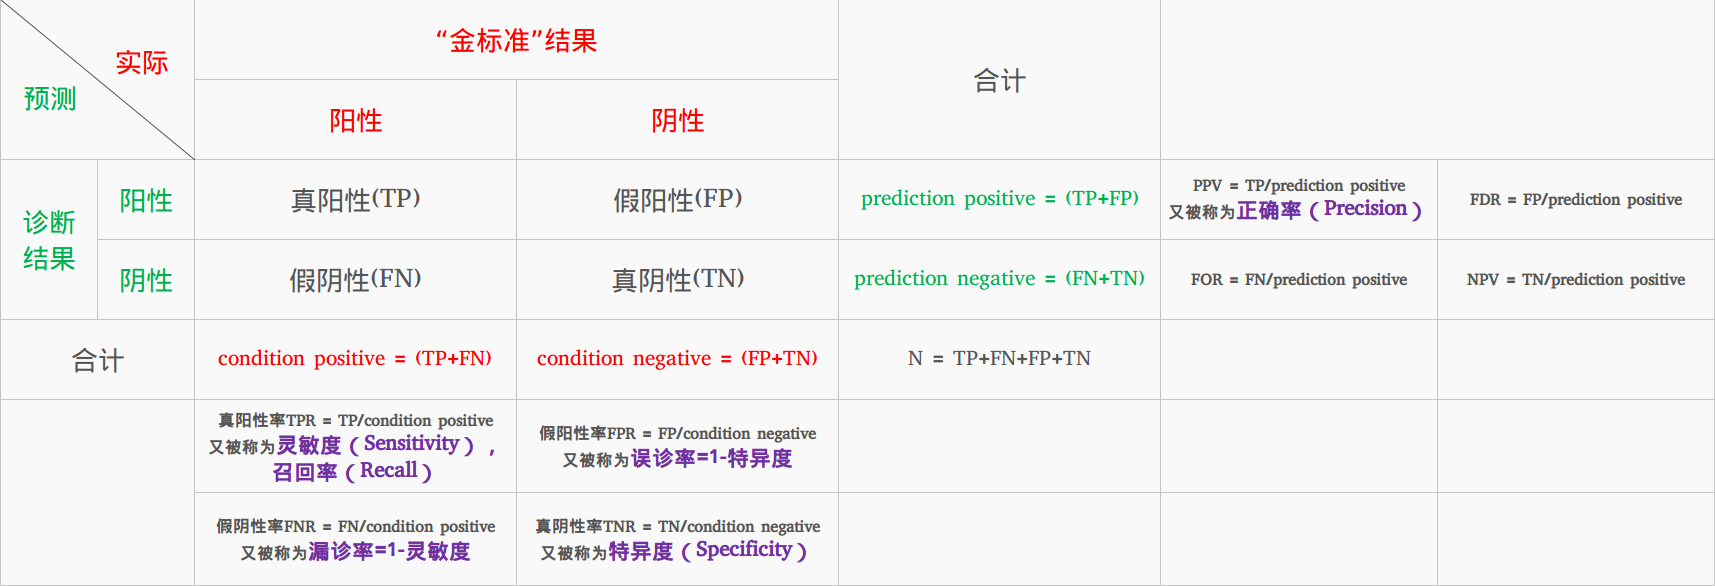 实际
预测
“金标准”结果
合计
阳性
阴性
诊断
结果
阳性
真阳性(TP)
假阳性(FP)
prediction positive = (TP+FP)
PPV = TP/prediction positive
又被称为正确率（Precision）
FDR = FP/prediction positive
阴性
假阴性(FN)
真阴性(TN)
prediction negative = (FN+TN)
FOR = FN/prediction positive
NPV = TN/prediction positive
合计
condition positive = (TP+FN)
condition negative = (FP+TN)
N = TP+FN+FP+TN
真阳性率TPR = TP/condition positive
又被称为灵敏度（Sensitivity），
召回率（Recall）
假阳性率FPR = FP/condition negative
又被称为误诊率=1-特异度
假阴性率FNR = FN/condition positive
又被称为漏诊率=1-灵敏度
真阴性率TNR = TN/condition negative
又被称为特异度（Specificity）